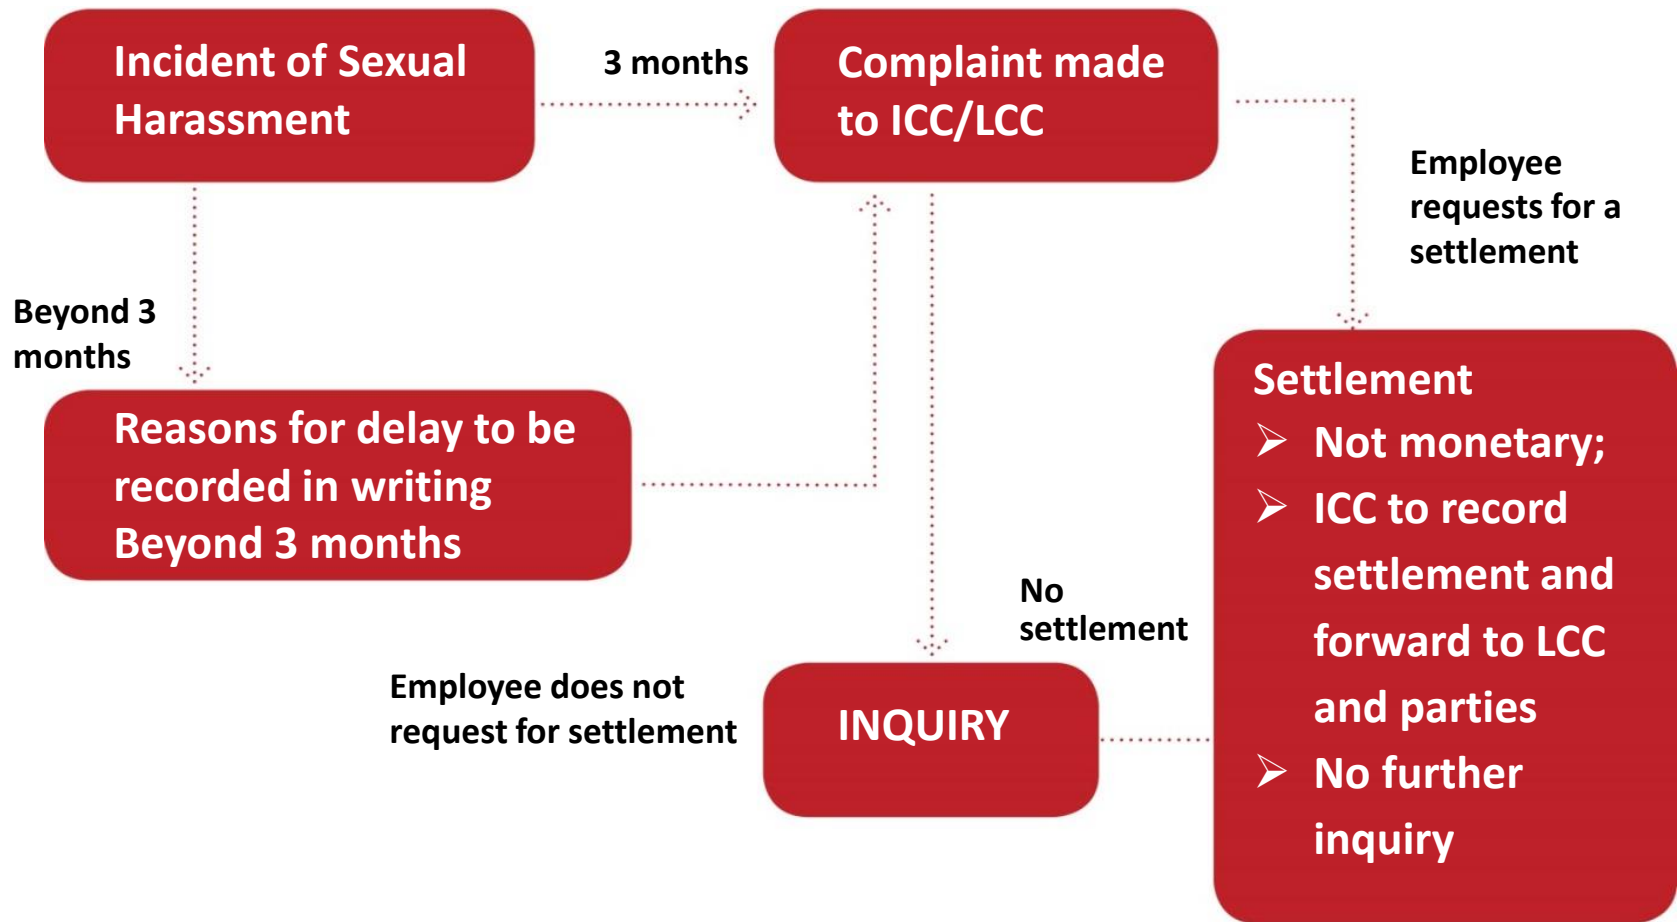 Incident of Sexual
Harassment
3 months
Complaint made
to ICC/LCC
Employee
requests for a
settlement
Beyond 3
months
Reasons for delay to be
recorded in writing
Beyond 3 months
Settlement
➢ Not monetary;
➢ ICC to record
settlement and
forward to LCC
and parties
➢ No further
inquiry
No
settlement
Employee does not
request for settlement
INQUIRY